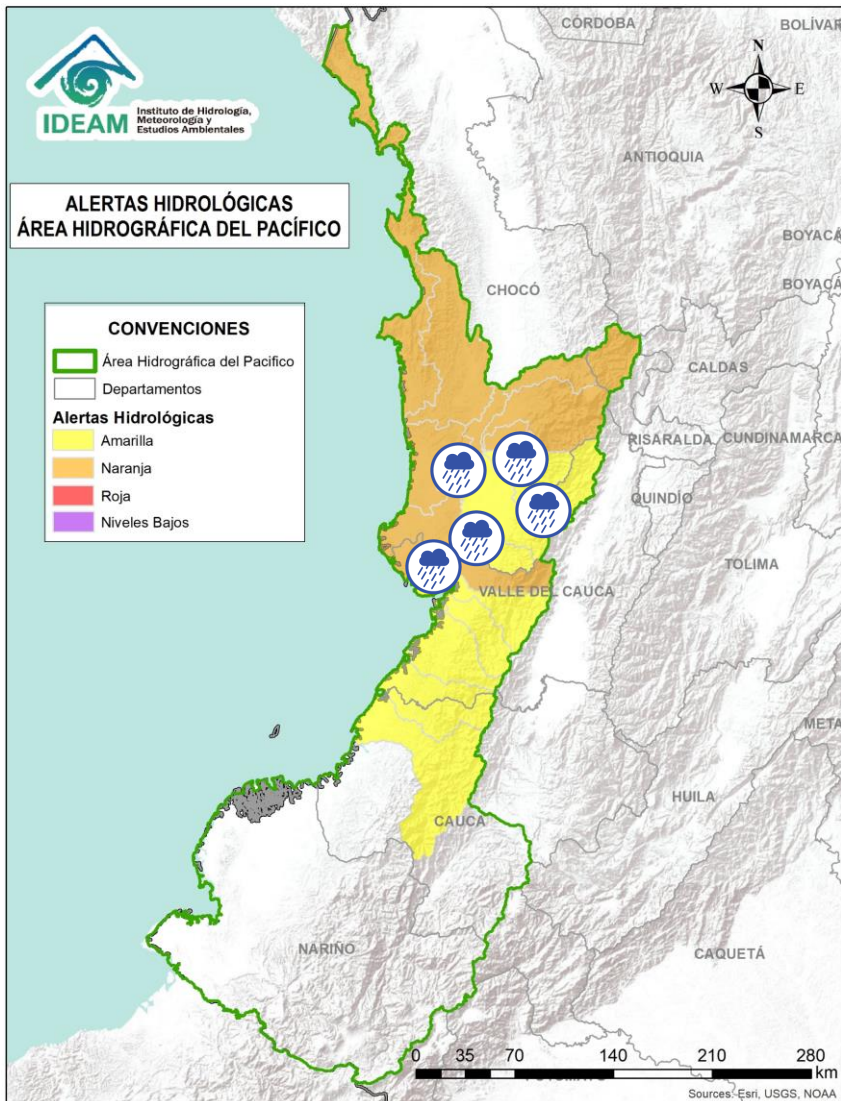 CÓRDOBA
BOLÍVAR
IDEAM
Instituto de Hidrología,
Meteorología y
Estudios Ambientales
N
W
E
S
ANTIOQUIA
ALERTAS HIDROLÓGICAS
ÁREA HIDROGRÁFICA DEL PACÍFICO
BOYACÁ
BOYACÁ
CHOCÓ
CONVENCIONES
Área Hidrográfica del Pacifico
Departamentos
Alertas Hidrológicas
Amarilla
Naranja
Roja
Niveles Bajos
CALDAS
RISARALDA
CUNDINAMARCA
QUINDÍO
TOLIMA
VALLE DEL CAUCA
META
HUILA
CAUCA
NARIÑO
CAQUETÁ
0 35 70 140 210 280
km
Sources: Esri, USGS, NOAA